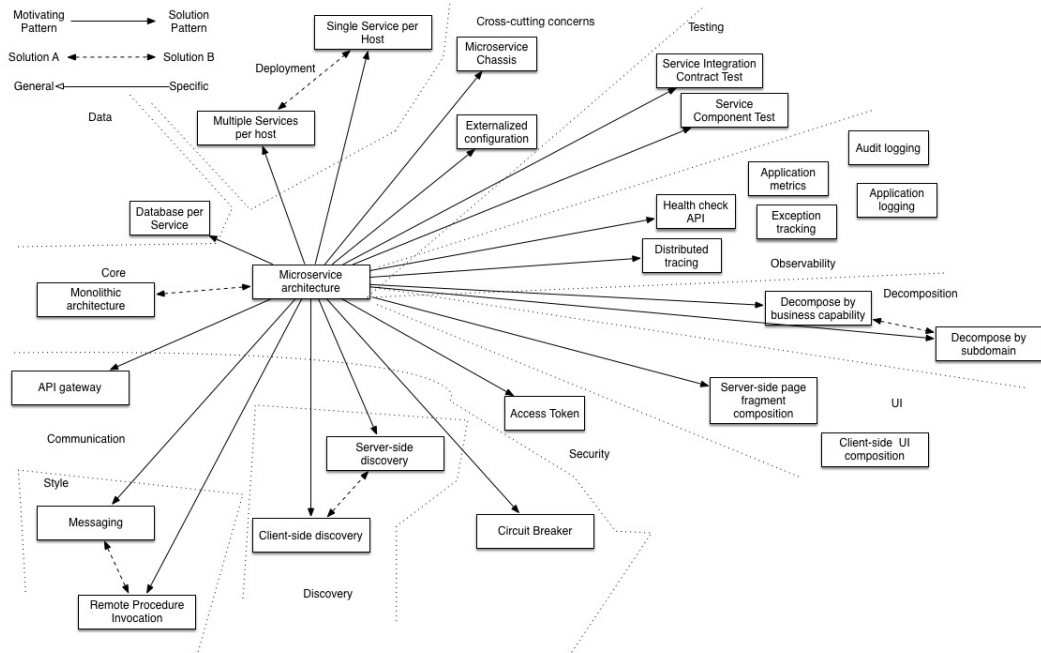 Motivating
Pattern
Solution
Pattern
Solution A
Solution B
General
Specific
Data
Deployment
Single Service per
Host
Multiple Services
per host
Cross-cutting concerns
Microservice
Chassis
Externalized
configuration
Testing
Service Integration
Contract Test
Service
Component Test
Audit logging
Application
metrics
Application
logging
Health check
API
Exception
tracking
Distributed
tracing
Observability
Database per
Service
Core
Monolithic
architecture
Microservice
architecture
Decomposition
Decompose by
business capability
Decompose by
subdomain
API gateway
Access Token
Server-side page
fragment
composition
UI
Client-side UI
composition
Communication
Server-side
discovery
Security
Style
Messaging
Client-side discovery
Circuit Breaker
Discovery
Remote Procedure
Invocation